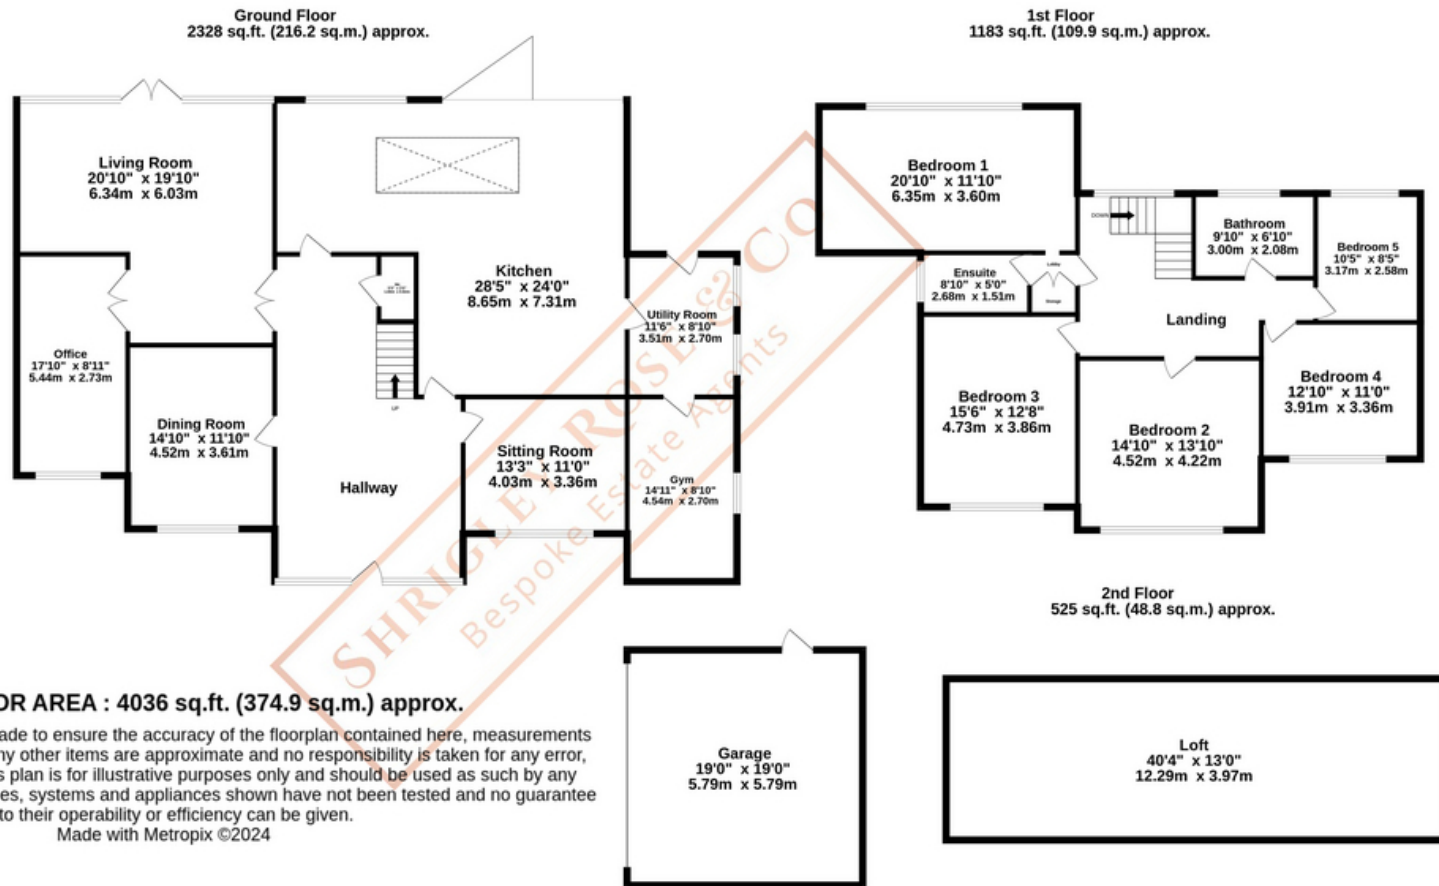 Ground Floor
2328 sq.ft. (216.2 sq.m.) approx.
1st Floor
1183 sq.ft. (109.9 sq.m.) approx.
Living Room
20'10" x 19'10"
6.34m x 6.03m
Kitchen
28'5" x 24'0"
8.65m x 7.31m
Utility Room
11'6" x 8'10"
3.51m x 2.70m
Office
17'10" x 8'11"
5.44m x 2.73m
Dining Room
14'10" x 11'10"
4.52m x 3.61m
UP
Hallway
Sitting Room
13'3" x 11'0"
4.03m x 3.36m
Gym
14'11" x 8'10"
4.54m x 2.70m
Bedroom 1
20'10" x 11'10"
6.35m x 3.60m
DOWN
Bathroom
9'10" x 6'10"
3.00m x 2.08m
Bedroom 5
10'5" x 8'5"
3.17m x 2.58m
Ensuite
8'10" x 5'0"
2.68m x 1.51m
Lobby
Storage
Landing
Bedroom 3
15'6" x 12'8"
4.73m x 3.86m
Bedroom 2
14'10" x 13'10"
4.52m x 4.22m
Bedroom 4
12'10" x 11'0"
3.91m x 3.36m
2nd Floor
525 sq.ft. (48.8 sq.m.) approx.
Garage
19'0" x 19'0"
5.79m x 5.79m
Loft
40'4" x 13'0"
12.29m x 3.97m
SHRIGLEY ROSE & CO
Bespoke Estate Agents
OR AREA : 4036 sq.ft. (374.9 sq.m.) approx.
ade to ensure the accuracy of the floorplan contained here, measurements
ny other items are approximate and no responsibility is taken for any error,
s plan is for illustrative purposes only and should be used as such by any
es, systems and appliances shown have not been tested and no guarantee
to their operability or efficiency can be given.
Made with Metropix ©2024